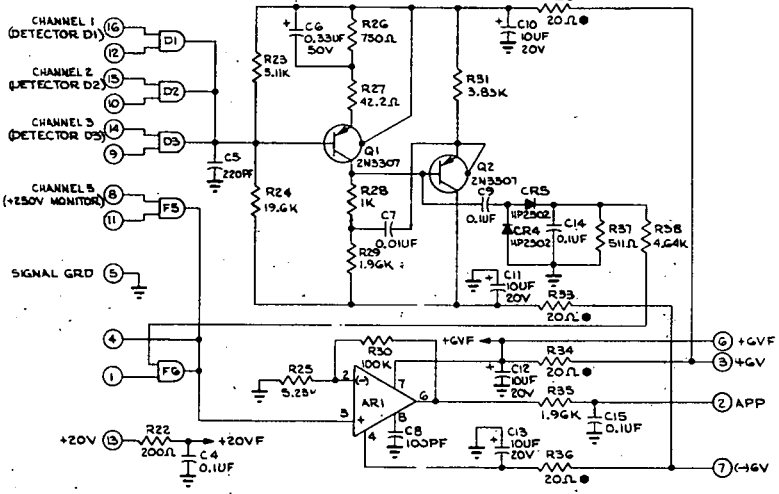 CHANNEL 1
(DETECTOR D1)
16
12
D1
CHANNEL 2
(DETECTOR D2)
15
10
D2
CHANNEL 3
(DETECTOR D3)
14
9
D3
CHANNEL 5
(+250V MONITOR)
8
11
F5
SIGNAL GRD
5
4
1
F6
+20V
13
R22
200Ω
+20VF
C4
0.1UF
C5
220PF
R23
5.11K
R24
19.6K
+
C6
0.33UF
50V
R26
750Ω
R27
42.2Ω
Q1
2N3307
R28
1K
R29
1.96K
C7
0.01UF
+
C10
10UF
20V
20Ω
R31
3.83K
Q2
2N3307
C9
0.1UF
CR5
HP2302
CR4
HP2302
C14
0.1UF
R37
511Ω
R38
4.64K
+
C11
10UF
20V
R33
20Ω
R30
100K
R25
2
(-)
AR1
+
7
6
8
4
C8
100PF
+6VF
+
C12
10UF
20V
R34
20Ω
R35
1.96K
C15
0.1UF
+
C13
10UF
20V
R36
20Ω
6
+6VF
3
+6V
2
APP
7
(-)6V